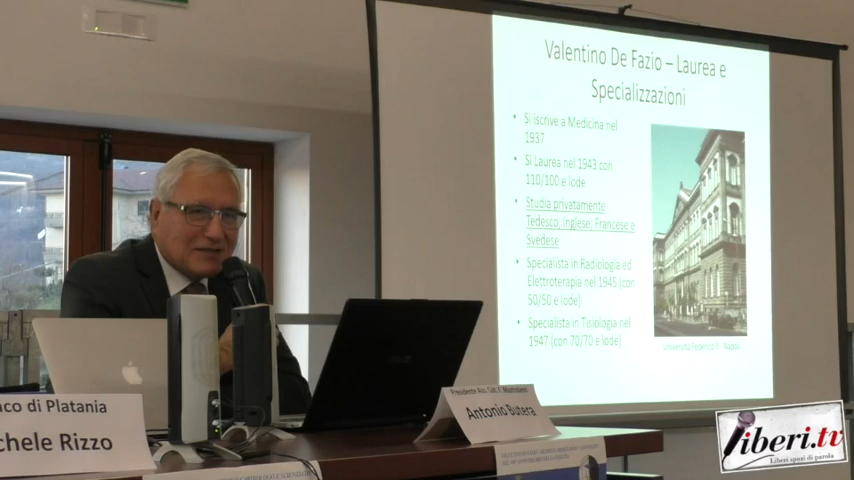 Valentino De Fazio – Laurea e
Specializzazioni
• Si iscrive a Medicina nel
1937
• Si Laurea nel 1943 con
110/100 e lode
• Studia privatamente
Tedesco, Inglese, Francese e
Svedese
• Specialista in Radiologia ed
Elettroterapia nel 1945 (con
50/50 e lode)
• Specialista in Tisiologia nel
1947 (con 70/70 e lode)
Università Federico II - Napoli
aco di Platania
chele Rizzo
Presidente
Antonio Butera
liberi.tv
Liberi spazi di parola